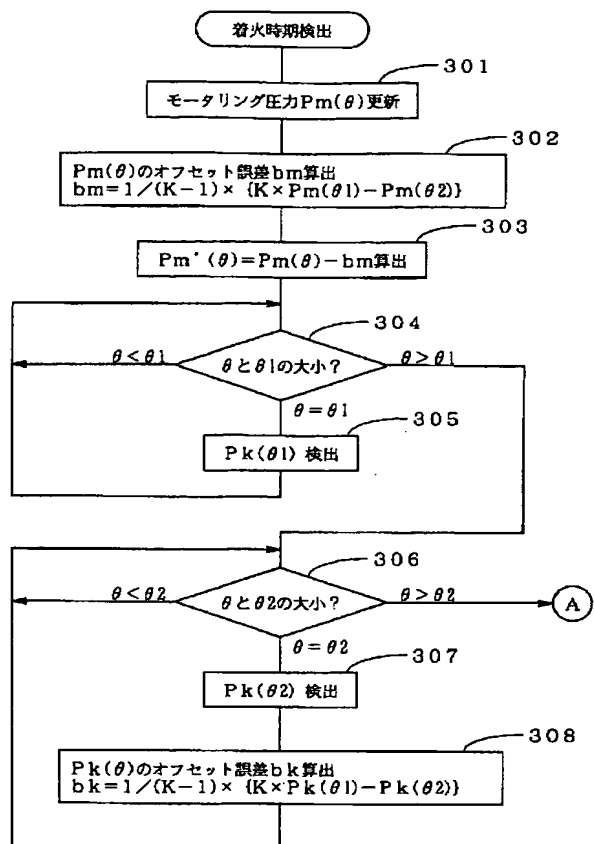 着火時期検出
301
モータリング圧力Pm(θ)更新
302
Pm(θ)のオフセット誤差bm算出
bm=1/(K-1)× {K×Pm(θ1)-Pm(θ2)}
303
Pm'(θ)=Pm(θ)-bm算出
304
θ<θ1
θとθ1の大小?
θ>θ1
θ=θ1
305
Pk(θ1) 検出
306
θ<θ2
θとθ2の大小?
θ>θ2
A
θ=θ2
307
Pk(θ2) 検出
308
Pk(θ)のオフセット誤差bk算出
bk=1/(K-1)× {K×Pk(θ1)-Pk(θ2)}